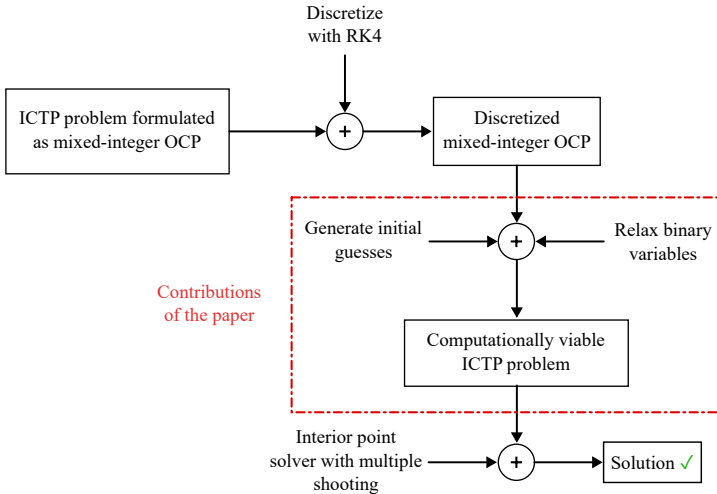 Discretize
with RK4
ICTP problem formulated
as mixed-integer OCP
+
Discretized
mixed-integer OCP
Generate initial
guesses
+
Relax binary
variables
Contributions
of the paper
Computationally viable
ICTP problem
Interior point
solver with multiple
shooting
+
Solution ✓